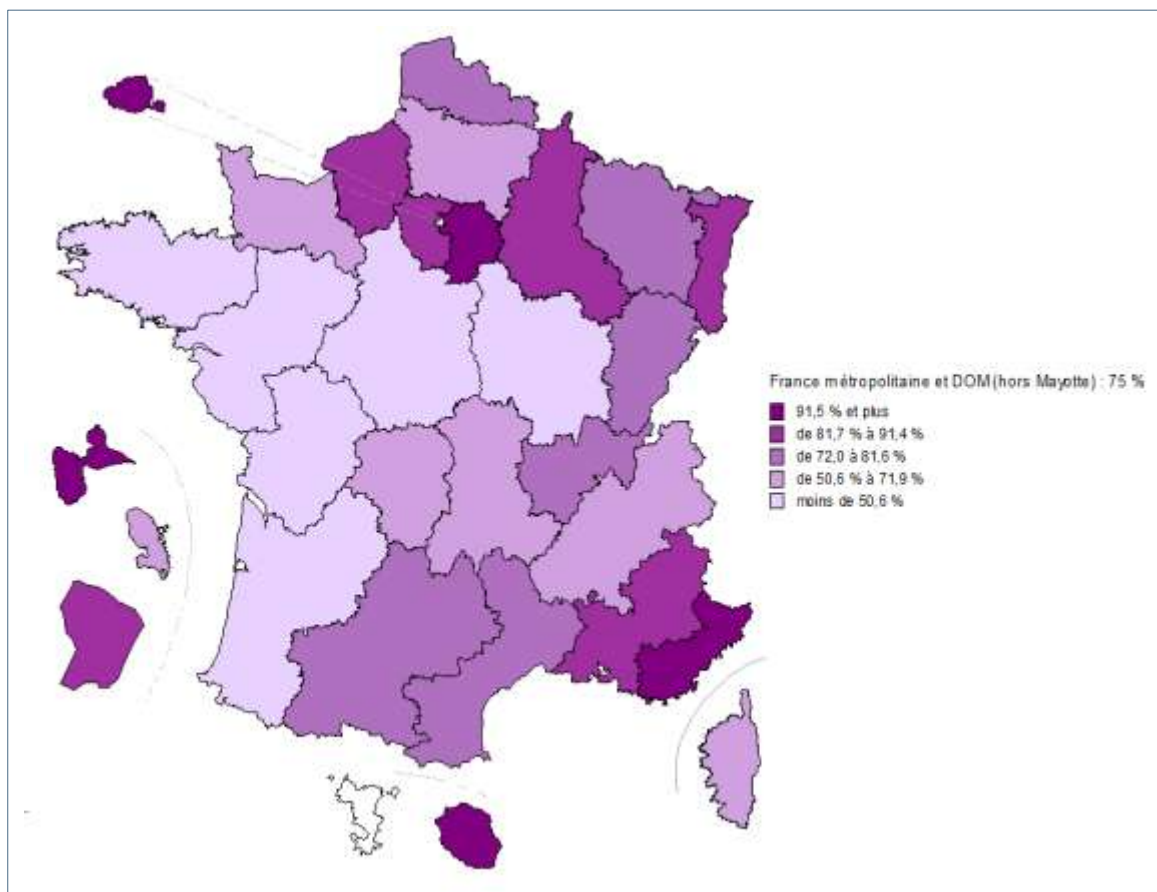 France métropolitaine et DOM (hors Mayotte) : 75 %
91,5 % et plus
de 81,7 % à 91,4 %
de 72,0 à 81,6 %
de 50,6 % à 71,9 %
moins de 50,6 %